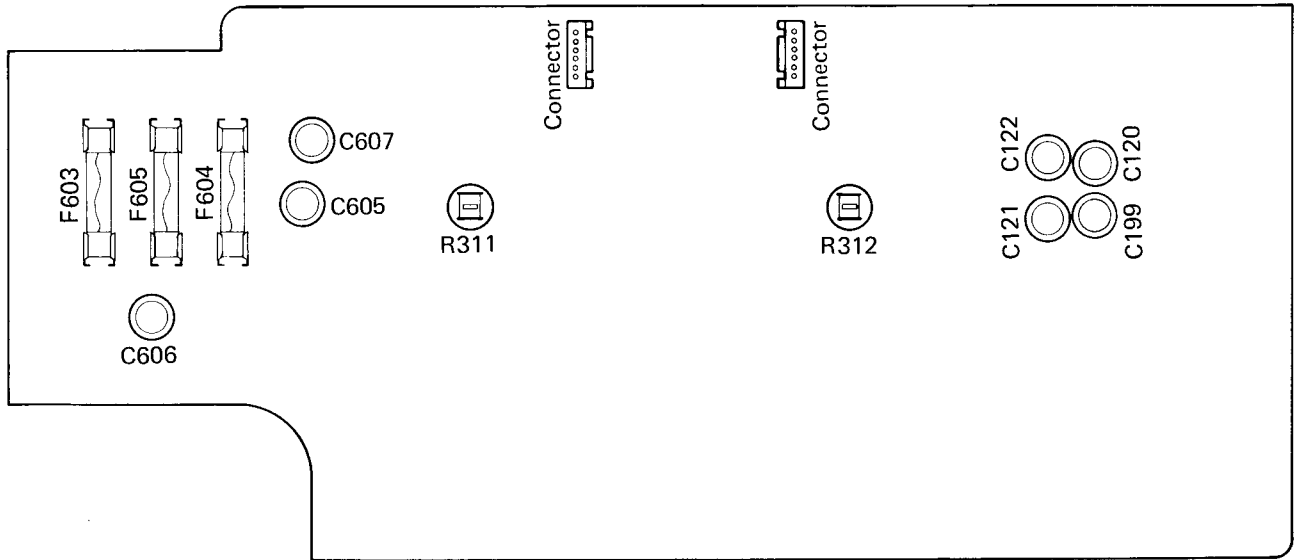 Connector
Connector
C607
C122
C120
F603
F605
F604
C605
R311
R312
C121
C199
C606